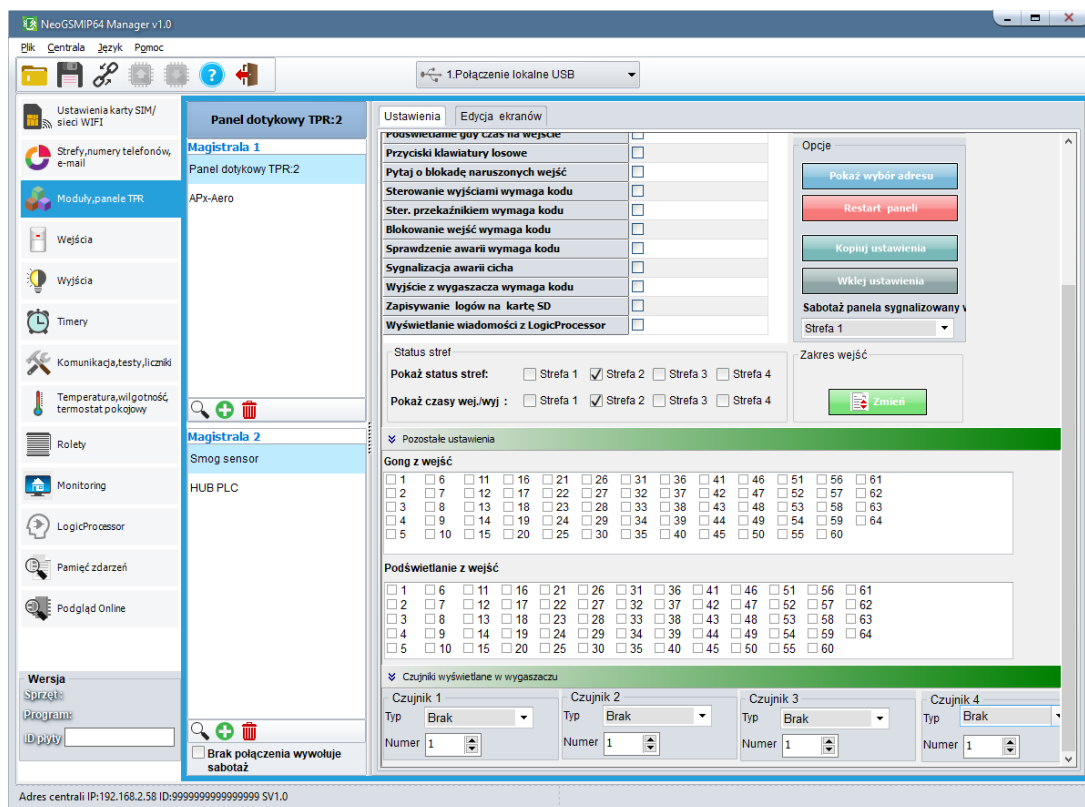 NeoGSMIP64 Manager v1.0
Plik Centrala Język Pomoc
1.Połączenie lokalne USB
Ustawienia karty SIM/
sieci WIFI
Strefy,numery telefonów,
e-mail
Moduły,panele TPR
Wejścia
Wyjścia
Timery
Komunikacja,testy,liczniki
Temperatura,wilgotność,
termostat pokojowy
Rolety
Monitoring
LogicProcessor
Pamięć zdarzeń
Podgląd Online
Wersja
Sprzęt:
Program:
ID płyty
Panel dotykowy TPR:2
Magistrala 1
Panel dotykowy TPR:2
APx-Aero
Magistrala 2
Smog sensor
HUB PLC
Brak połączenia wywołuje
sabotaż
Ustawienia Edycja ekranów
Podświetlanie gdy czas na wejście
Przyciski klawiatury losowe
Pytaj o blokadę naruszonych wejść
Sterowanie wyjściami wymaga kodu
Ster. przekaźnikiem wymaga kodu
Blokowanie wejść wymaga kodu
Sprawdzenie awarii wymaga kodu
Sygnalizacja awarii cicha
Wyjście z wygaszacza wymaga kodu
Zapisywanie logów na kartę SD
Wyświetlanie wiadomości z LogicProcessor
Opcje
Pokaż wybór adresu
Restart paneli
Kopiuj ustawienia
Wklej ustawienia
Sabotaż panela sygnalizowany w
Strefa 1
Status stref
Pokaż status stref: Strefa 1 Strefa 2 Strefa 3 Strefa 4
Pokaż czasy wej./wyj : Strefa 1 Strefa 2 Strefa 3 Strefa 4
Zakres wejść
Zmień
Pozostałe ustawienia
Gong z wejść
1 6 11 16 21 26 31 36 41 46 51 56 61
2 7 12 17 22 27 32 37 42 47 52 57 62
3 8 13 18 23 28 33 38 43 48 53 58 63
4 9 14 19 24 29 34 39 44 49 54 59 64
5 10 15 20 25 30 35 40 45 50 55 60
Podświetlanie z wejść
1 6 11 16 21 26 31 36 41 46 51 56 61
2 7 12 17 22 27 32 37 42 47 52 57 62
3 8 13 18 23 28 33 38 43 48 53 58 63
4 9 14 19 24 29 34 39 44 49 54 59 64
5 10 15 20 25 30 35 40 45 50 55 60
Czujniki wyświetlane w wygaszaczu
Czujnik 1 Czujnik 2 Czujnik 3 Czujnik 4
Typ Brak Typ Brak Typ Brak Typ Brak
Numer 1 Numer 1 Numer 1 Numer 1
Adres centrali IP:192.168.2.58 ID:9999999999999999 SV1.0